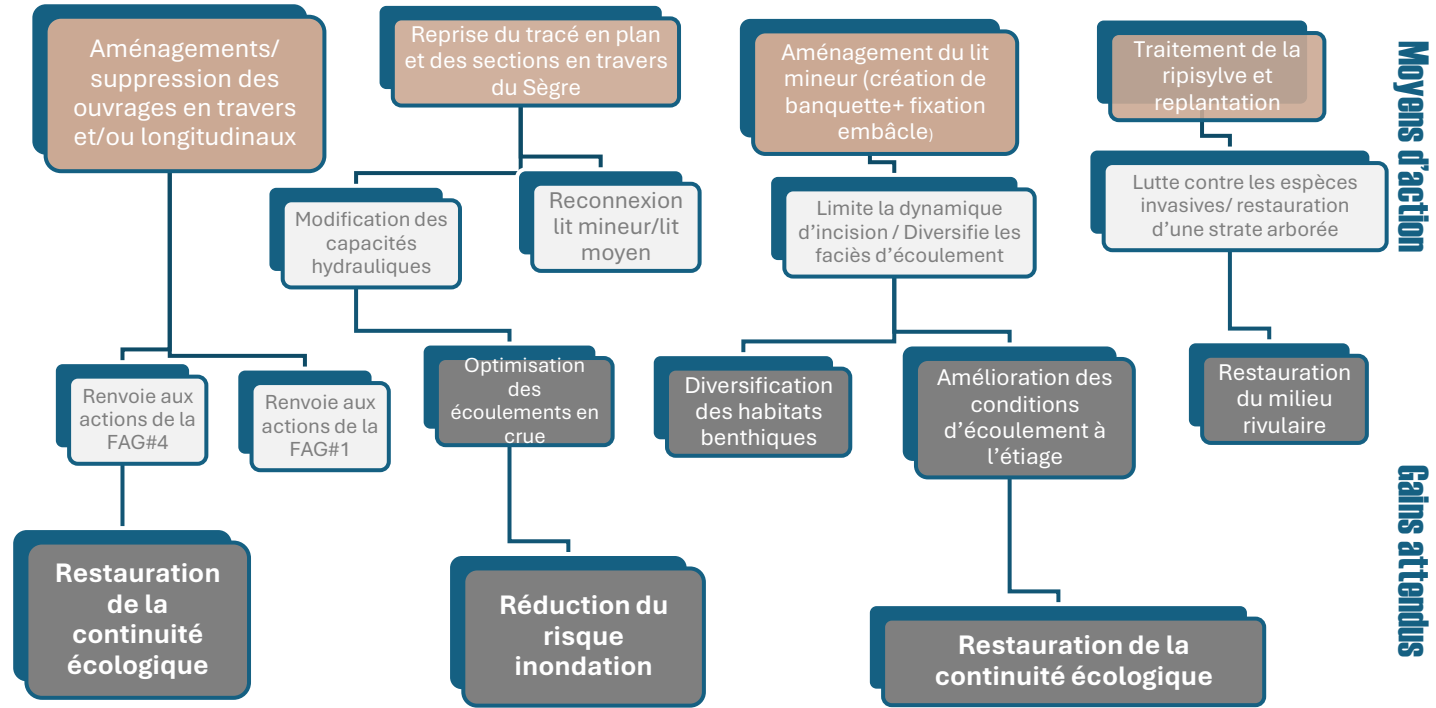 Aménagements/
suppression des
ouvrages en travers
et/ou longitudinaux
Reprise du tracé en plan
et des sections en travers
du Sègre
Aménagement du lit
mineur (création de
banquette+ fixation
embâcle)
Traitement de la
ripisylve et
replantation
Moyens d'action
Modification des
capacités
hydrauliques
Reconnexion
lit mineur/lit
moyen
Limite la dynamique
d'incision / Diversifie les
faciès d'écoulement
Lutte contre les espèces
invasives/ restauration
d'une strate arborée
Renvoie aux
actions de la
FAG#4
Renvoie aux
actions de la
FAG#1
Optimisation
des
écoulements en
crue
Diversification
des habitats
benthiques
Amélioration des
conditions
d'écoulement à
l'étiage
Restauration
du milieu
rivulaire
Gains attendus
Restauration
de la
continuité
écologique
Réduction du
risque
inondation
Restauration de la
continuité écologique